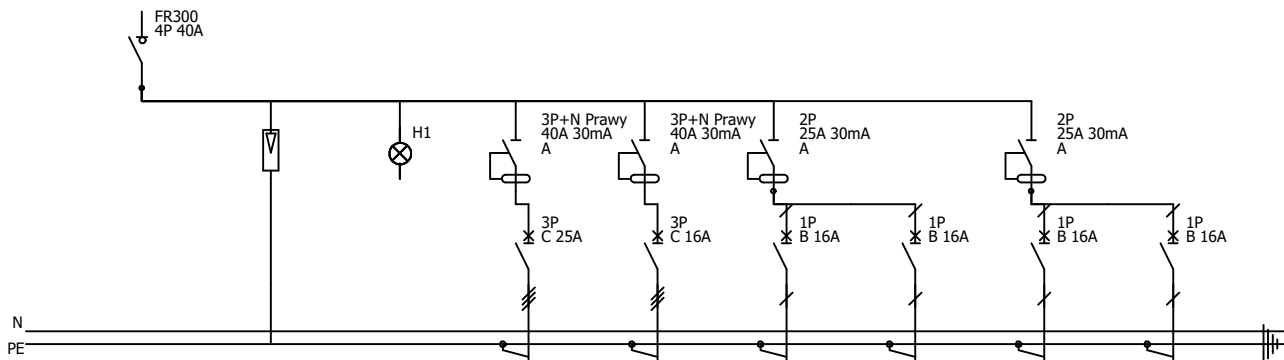 FR300
4P 40A
H1
3P+N Prawy
40A 30mA
A
3P+N Prawy
40A 30mA
A
2P
25A 30mA
A
2P
25A 30mA
A
3P
C 25A
3P
C 16A
1P
B 16A
1P
B 16A
1P
B 16A
1P
B 16A
N
PE